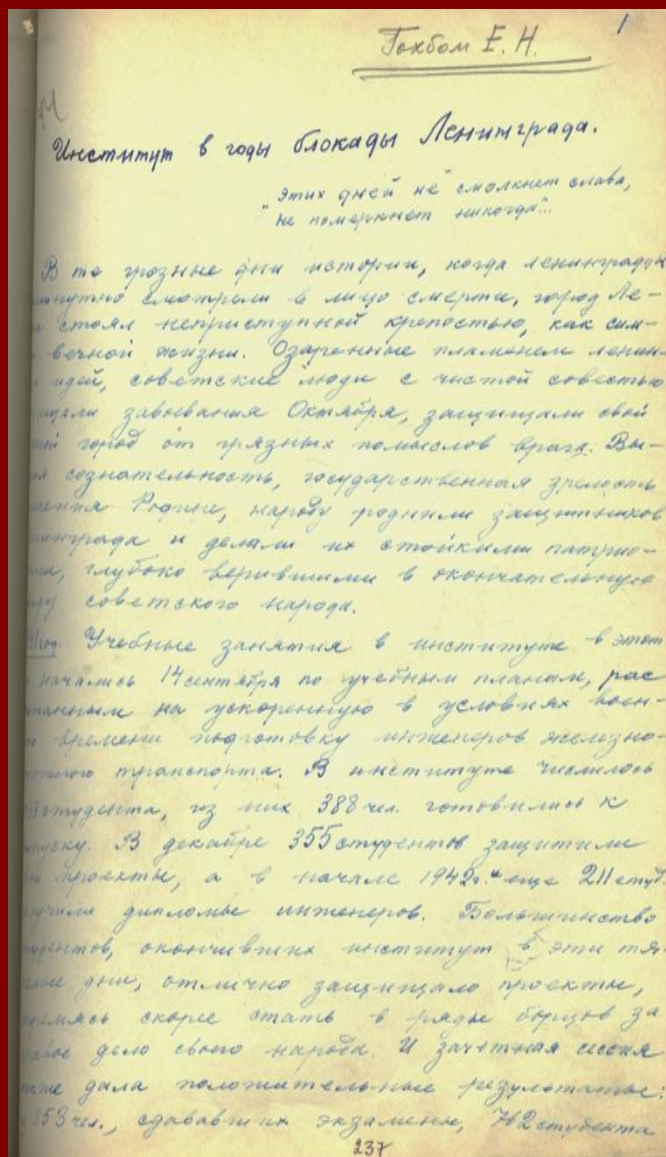 Гокбом Е. Н.
1
Институт в годы блокады Ленинграда.
"Этих дней не смолкнет слава,
не померкнет никогда"..
В те грозные дни истории, когда ленинградцы
смотрели в лицо смерти, город Ле-
стоял неприступной крепостью, как сим-
вечной жизни. Озаренные пламенем ленин-
идей, советские люди с чистой совестью
завоевания Октября, защищали свой
город от грязных помыслов врага. Вы-
сознательность, государственная зрелость
Родине, народу роднили защитников
и делали их стойкими патрио-
глубоко верившими в окончательную
советского народа.
Учебные занятия в институте в этом
начались 14 сентября по учебным планам, рас
на ускоренную в условиях воен-
времени подготовку инженеров железно-
транспорта. В институте числилось
студента, из них 388 чел. готовились к
В декабре 355 студентов защитили
проекты, а в начале 1942 г. еще 211 студ.
дипломы инженеров. Большинство
окончивших институт в эти тя-
дни, отлично защищало проекты,
скорее стать в ряды борцов за
дело своего народа. И зачетная сессия
дала положительные результаты:
853 чел., сдававших экзамены, 742 студента
237